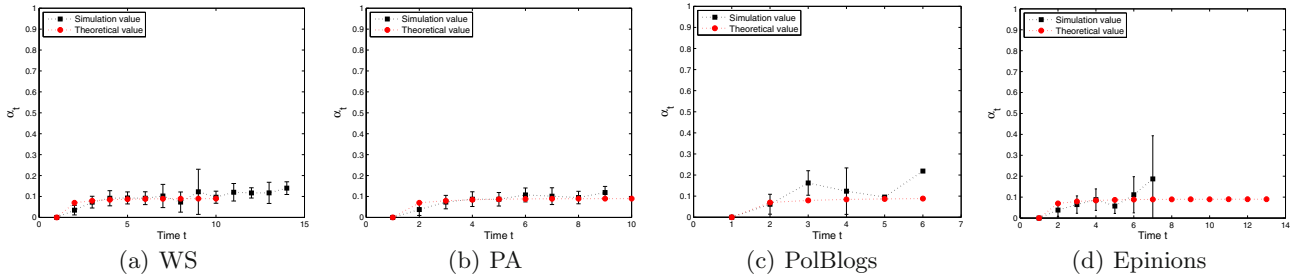 Simulation value
Theoretical value
1
0.9
0.8
0.7
0.6
0.5
0.4
0.3
0.2
0.1
0
α_t
0 5 10 15
Time t
(a) WS
Simulation value
Theoretical value
1
0.9
0.8
0.7
0.6
0.5
0.4
0.3
0.2
0.1
0
α_t
0 2 4 6 8 10
Time t
(b) PA
Simulation value
Theoretical value
1
0.9
0.8
0.7
0.6
0.5
0.4
0.3
0.2
0.1
0
α_t
0 1 2 3 4 5 6 7
Time t
(c) PolBlogs
Simulation value
Theoretical value
1
0.9
0.8
0.7
0.6
0.5
0.4
0.3
0.2
0.1
0
α_t
0 2 4 6 8 10 12 14
Time t
(d) Epinions